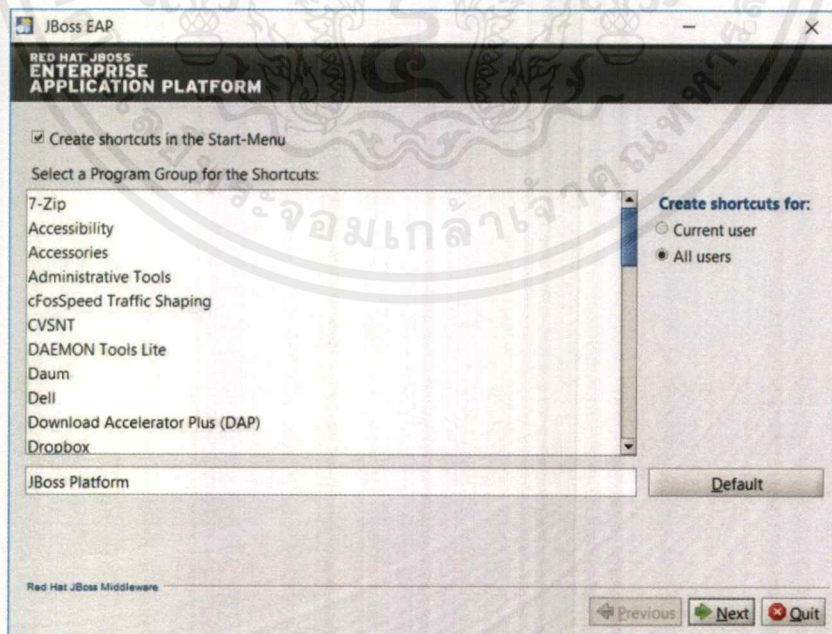 JBoss EAP
RED HAT JBOSS
ENTERPRISE
APPLICATION PLATFORM
Create shortcuts in the Start-Menu
Select a Program Group for the Shortcuts:
7-Zip
Accessibility
Accessories
Administrative Tools
cFosSpeed Traffic Shaping
CVSNT
DAEMON Tools Lite
Daum
Dell
Download Accelerator Plus (DAP)
Dropbox
Create shortcuts for:
Current user
All users
JBoss Platform
Default
Red Hat JBoss Middleware
Previous
Next
Quit